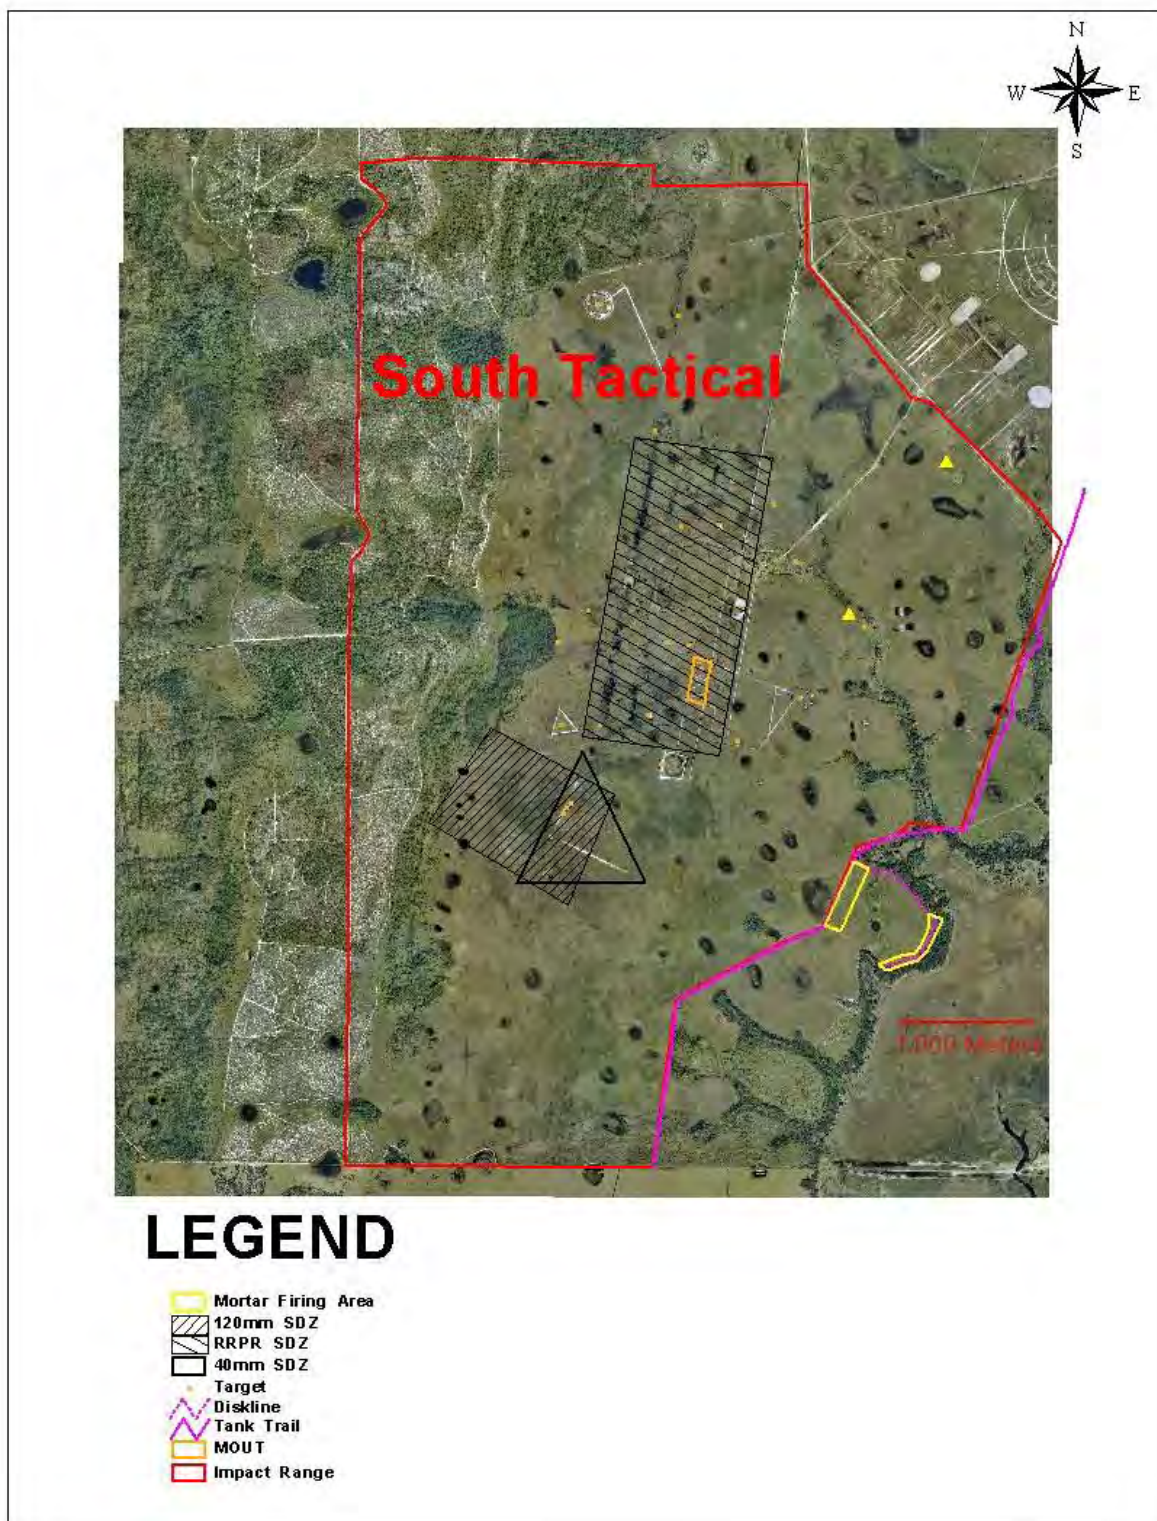 N
W E
S
South Tactical
1,000 Meters
LEGEND
Mortar Firing Area
120mm SDZ
RRPR SDZ
40mm SDZ
Target
Diskline
Tank Trail
MOUT
Impact Range